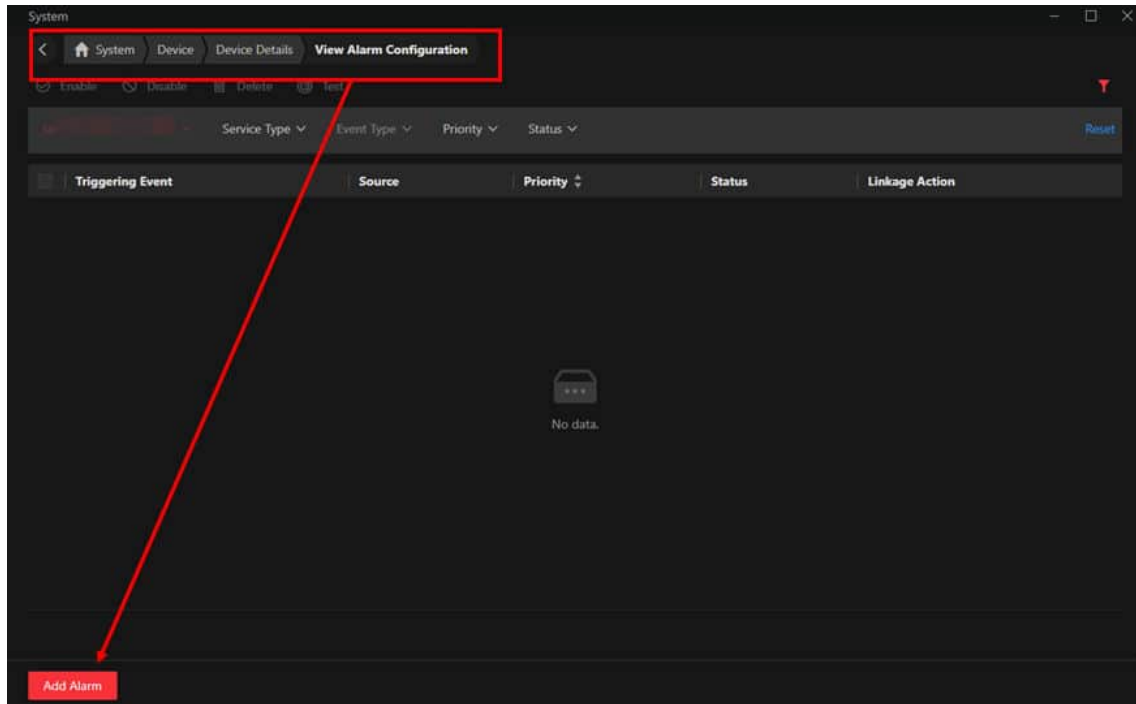 System
System Device Device Details View Alarm Configuration
Enable Disable Delete Test
Service Type Event Type Priority Status Reset
Triggering Event Source Priority Status Linkage Action
No data.
Add Alarm